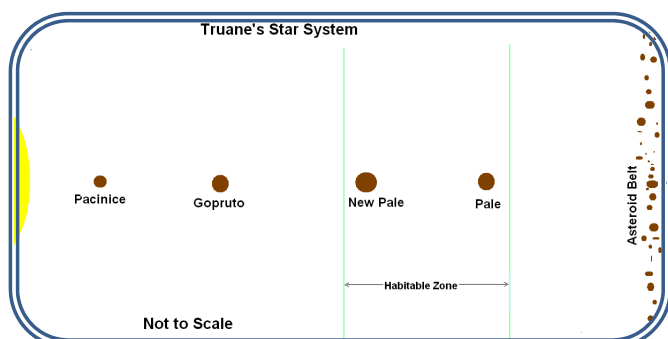 Truane's Star System
Pacinice
Gopruto
New Pale
Pale
Asteroid Belt
Habitable Zone
Not to Scale